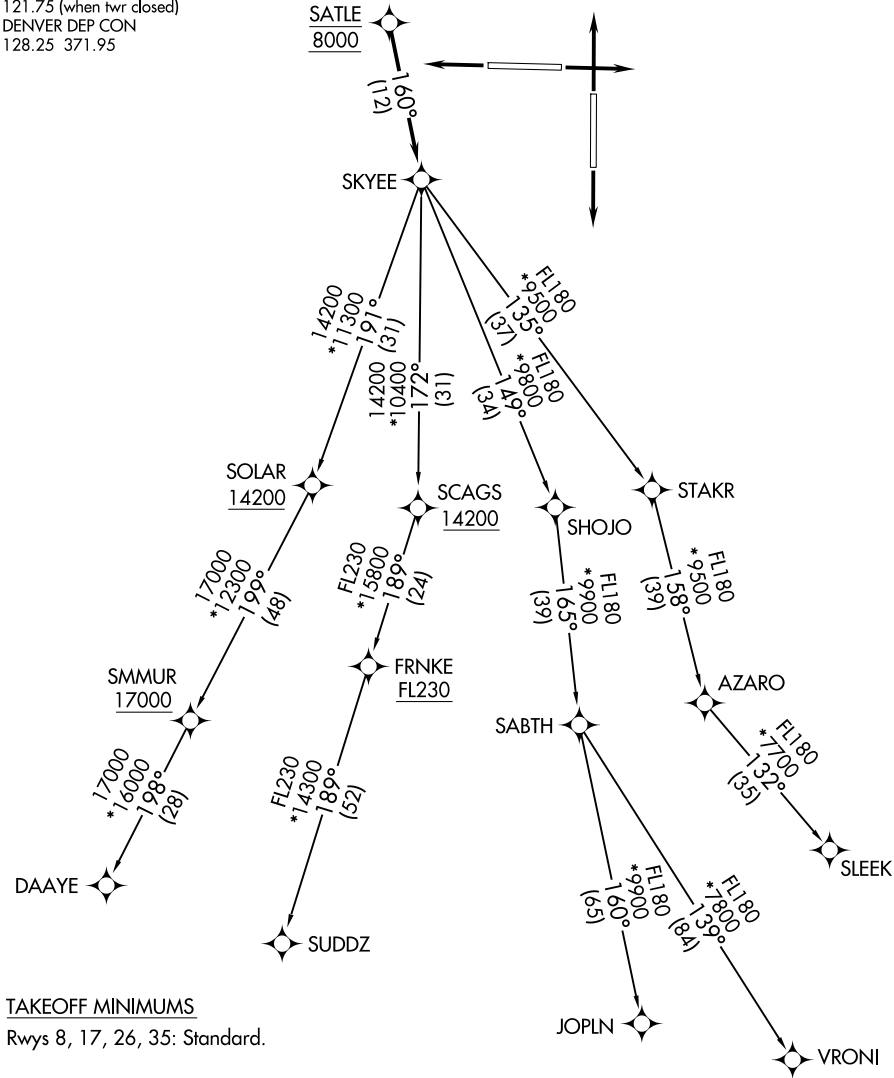 121.75 (when twr closed)
DENVER DEP CON
128.25 371.95
SATLE
8000
160°
(12)
SKYEE
14200
*11300
191°
(31)
14200
*10400
172°
(31)
FL180
*9800
149°
(34)
FL180
*9500
135°
(37)
SOLAR
14200
SCAGS
14200
SHOJO
STAKR
17000
*12300
199°
(48)
FL230
*15800
189°
(24)
FL180
*9900
165°
(39)
FL180
*9500
158°
(39)
SMMUR
17000
FRNKE
FL230
SABTH
AZARO
17000
*16000
198°
(28)
FL230
*14300
189°
(52)
FL180
*9900
160°
(65)
FL180
*7800
139°
(84)
FL180
*7700
132°
(35)
SLEEK
DAAYE
SUDDZ
JOPLN
VRONI
TAKEOFF MINIMUMS
Rwys 8, 17, 26, 35: Standard.